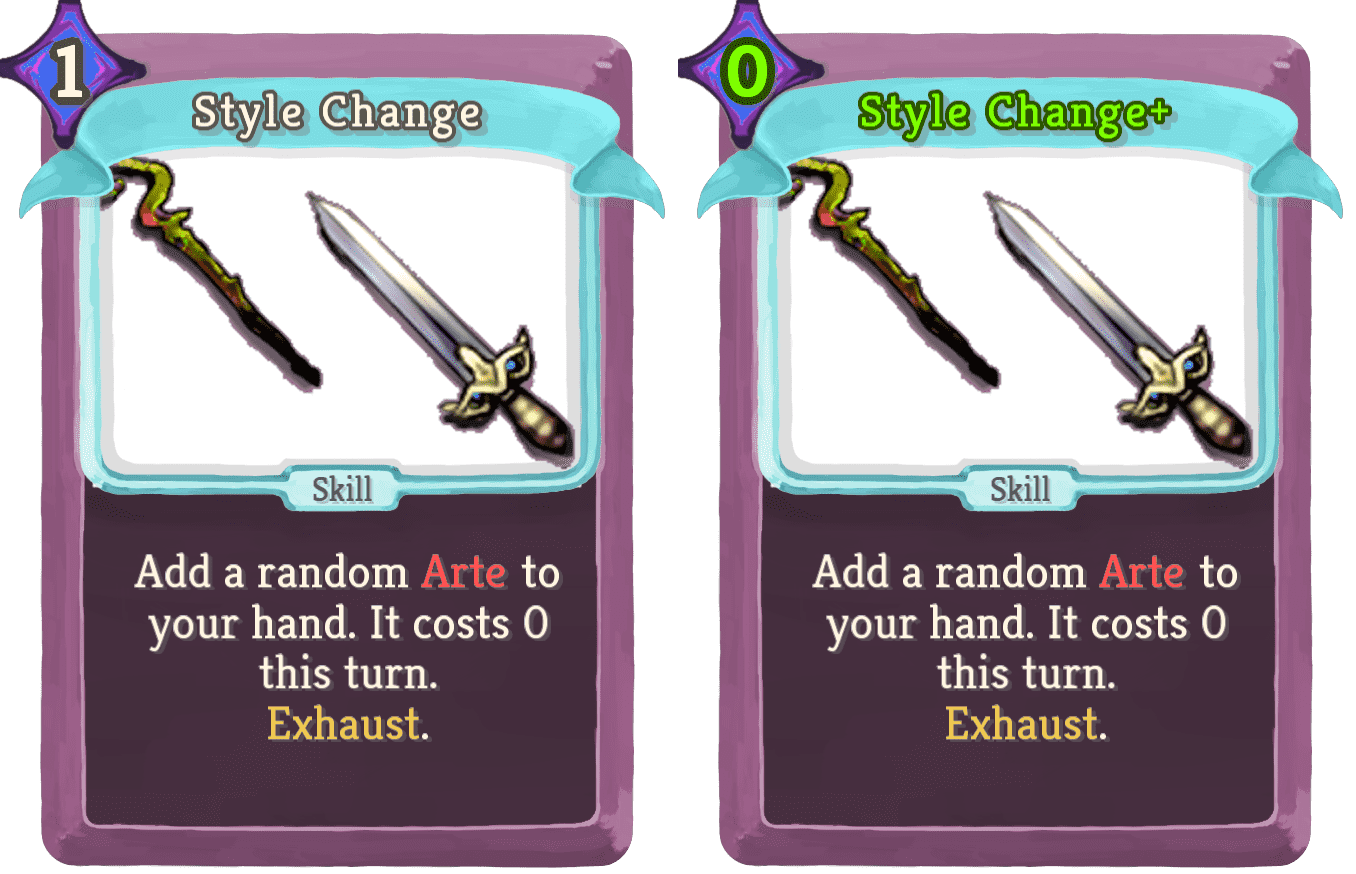 1
Style Change
Skill
Add a random Arte to
your hand. It costs 0
this turn.
Exhaust.
0
Style Change+
Skill
Add a random Arte to
your hand. It costs 0
this turn.
Exhaust.